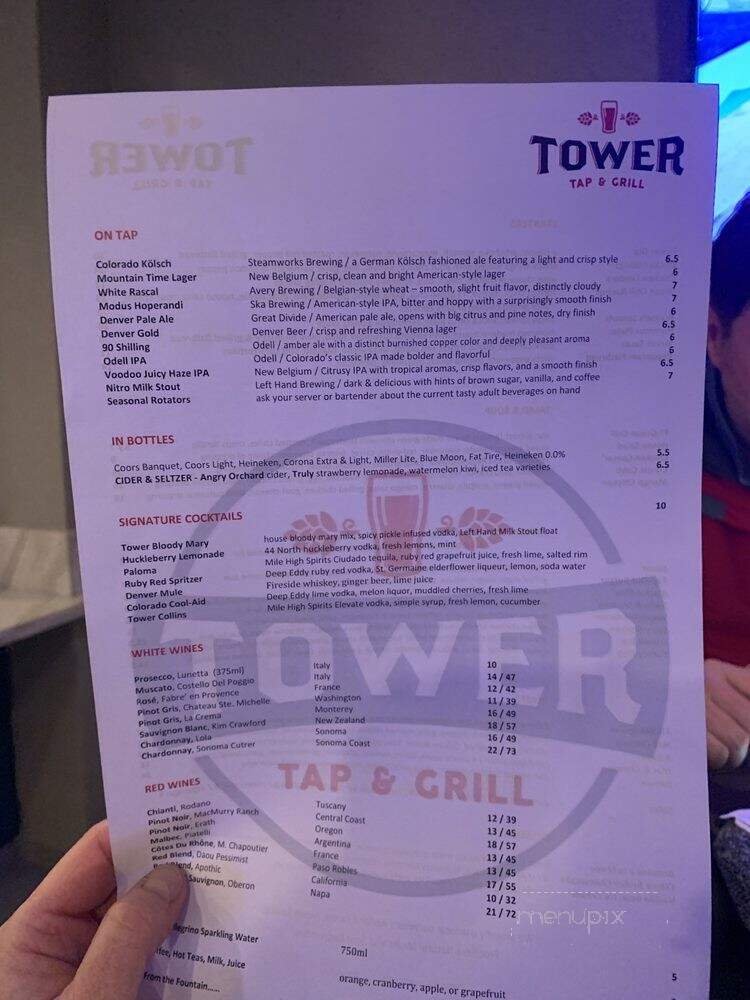 TOWER
TAP & GRILL
ON TAP
Colorado Kölsch Steamworks Brewing / a German Kölsch fashioned ale featuring a light and crisp style 6.5
Mountain Time Lager New Belgium / crisp, clean and bright American-style lager 6
White Rascal Avery Brewing / Belgian-style wheat – smooth, slight fruit flavor, distinctly cloudy 7
Modus Hoperandi Ska Brewing / American-style IPA, bitter and hoppy with a surprisingly smooth finish 7
Denver Pale Ale Great Divide / American pale ale, opens with big citrus and pine notes, dry finish 6
Denver Gold Denver Beer / crisp and refreshing Vienna lager 6.5
90 Shilling Odell / amber ale with a distinct burnished copper color and deeply pleasant aroma 6
Odell IPA Odell / Colorado's classic IPA made bolder and flavorful 6
Voodoo Juicy Haze IPA New Belgium / Citrusy IPA with tropical aromas, crisp flavors, and a smooth finish 6.5
Nitro Milk Stout Left Hand Brewing / dark & delicious with hints of brown sugar, vanilla, and coffee 7
Seasonal Rotators ask your server or bartender about the current tasty adult beverages on hand
IN BOTTLES
Coors Banquet, Coors Light, Heineken, Corona Extra & Light, Miller Lite, Blue Moon, Fat Tire, Heineken 0.0% 5.5
CIDER & SELTZER - Angry Orchard cider, Truly strawberry lemonade, watermelon kiwi, iced tea varieties 6.5
SIGNATURE COCKTAILS 10
Tower Bloody Mary house bloody mary mix, spicy pickle infused vodka, Left Hand Milk Stout float
Huckleberry Lemonade 44 North huckleberry vodka, fresh lemons, mint
Paloma Mile High Spirits Ciudado tequila, ruby red grapefruit juice, fresh lime, salted rim
Ruby Red Spritzer Deep Eddy ruby red vodka, St. Germaine elderflower liqueur, lemon, soda water
Denver Mule Fireside whiskey, ginger beer, lime juice
Colorado Cool-Aid Deep Eddy lime vodka, melon liquor, muddled cherries, fresh lime
Tower Collins Mile High Spirits Elevate vodka, simple syrup, fresh lemon, cucumber
WHITE WINES
Prosecco, Lunetta (375ml) Italy 10
Muscato, Costello Del Poggio Italy 14 / 47
Rosé, Fabre' en Provence France 12 / 42
Pinot Gris, Chateau Ste. Michelle Washington 11 / 39
Pinot Gris, La Crema Monterey 16 / 49
Sauvignon Blanc, Kim Crawford New Zealand 18 / 57
Chardonnay, Lola Sonoma 16 / 49
Chardonnay, Sonoma Cutrer Sonoma Coast 22 / 73
TOWER
TAP & GRILL
RED WINES
Chianti, Rodano Tuscany 12 / 39
Pinot Noir, MacMurry Ranch Central Coast 13 / 45
Pinot Noir, Erath Oregon 18 / 57
Malbec, Piatelli Argentina 13 / 45
Côtes Du Rhône, M. Chapoutier France 13 / 45
Red Blend, Daou Pessimist Paso Robles 17 / 55
Blend, Apothic California 10 / 32
Sauvignon, Oberon Napa 21 / 72
Sparkling Water 750ml
Hot Teas, Milk, Juice orange, cranberry, apple, or grapefruit 5
From the Fountain......
menupix